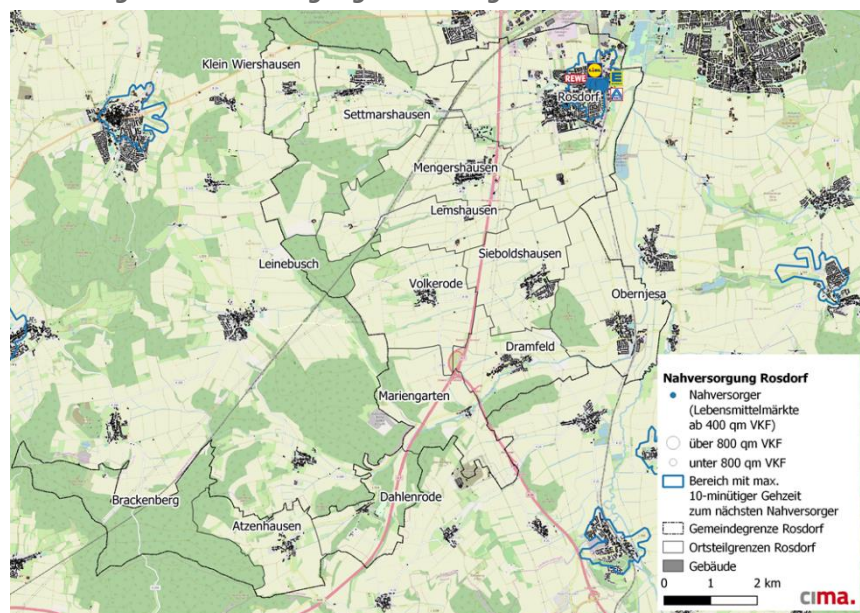 Klein Wiershausen
Settmarshausen
REWE
E
Rosdorf
Mengershausen
Lemshausen
Leinebusch
Sieboldshausen
Volkerode
Obernjesa
Dramfeld
Mariengarten
Brackenberg
Dahlenrode
Atzenhausen
Nahversorgung Rosdorf
Nahversorger
(Lebensmittelmärkte
ab 400 qm VKF)
über 800 qm VKF
unter 800 qm VKF
Bereich mit max.
10-minütiger Gehzeit
zum nächsten Nahversorger
Gemeindegrenze Rosdorf
Ortsteilgrenzen Rosdorf
Gebäude
0 1 2 km
cima.